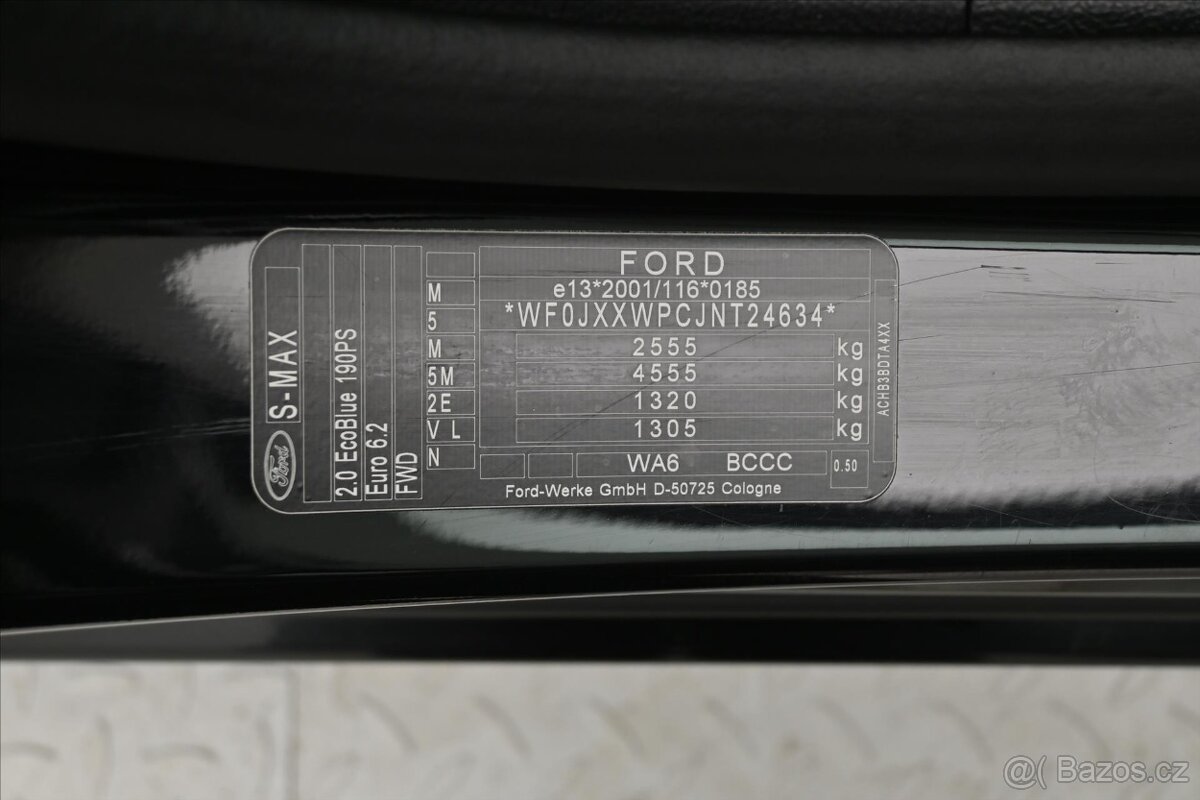 FORD
e13*2001/116*0185
*WF0JXXWPCJNT24634*
2555 kg
4555 kg
1320 kg
1305 kg
WA6 BCCC 0.50
Ford-Werke GmbH D-50725 Cologne
M
5
M
5M
2E
V L
N
S-MAX
Ford
2.0 EcoBlue 190PS
Euro 6.2
FWD
ACHB3BDTA4XX
@( Bazos.cz